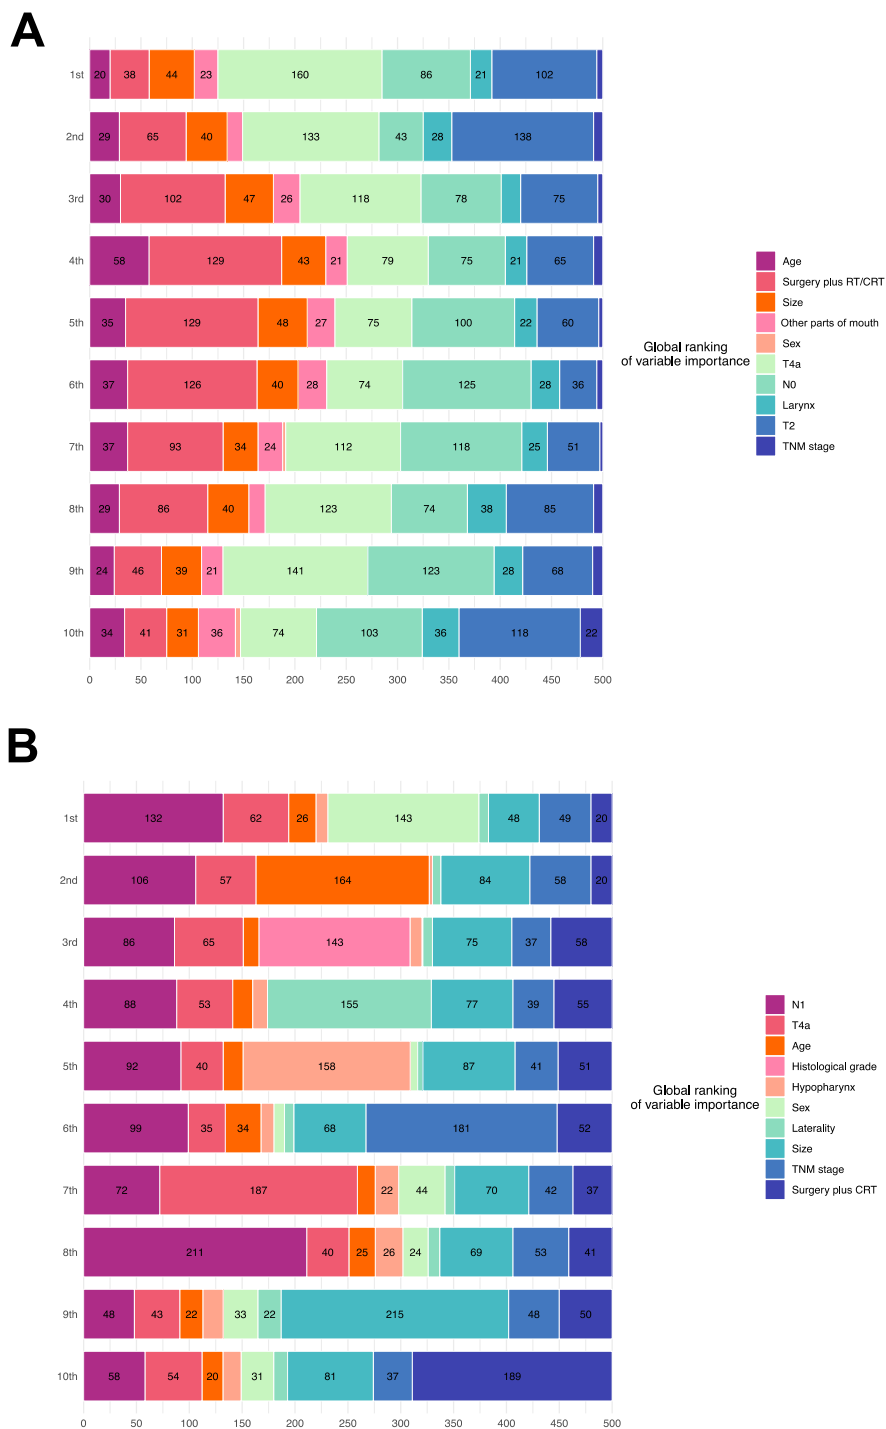 A
1st 20 38 44 23 160 86 21 102
2nd 29 65 40 133 43 28 138
3rd 30 102 47 26 118 78 75
4th 58 129 43 21 79 75 21 65
5th 35 129 48 27 75 100 22 60
6th 37 126 40 28 74 125 28 36
7th 37 93 34 24 112 118 25 51
8th 29 86 40 123 74 38 85
9th 24 46 39 21 141 123 28 68
10th 34 41 31 36 74 103 36 118 22
0 50 100 150 200 250 300 350 400 450 500
Global ranking
of variable importance
Age
Surgery plus RT/CRT
Size
Other parts of mouth
Sex
T4a
N0
Larynx
T2
TNM stage
B
1st 132 62 26 143 48 49 20
2nd 106 57 164 84 58 20
3rd 86 65 143 75 37 58
4th 88 53 155 77 39 55
5th 92 40 158 87 41 51
6th 99 35 34 68 181 52
7th 72 187 22 44 70 42 37
8th 211 40 25 26 24 69 53 41
9th 48 43 22 33 22 215 48 50
10th 58 54 20 31 81 37 189
0 50 100 150 200 250 300 350 400 450 500
Global ranking
of variable importance
N1
T4a
Age
Histological grade
Hypopharynx
Sex
Laterality
Size
TNM stage
Surgery plus CRT